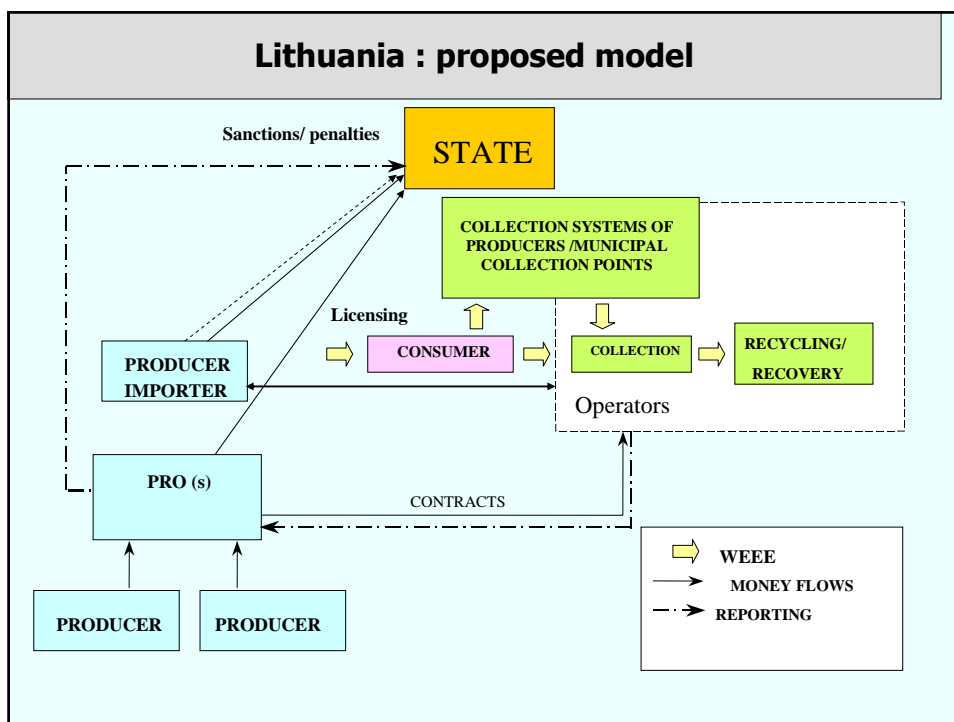 Lithuania : proposed model
Sanctions/ penalties
STATE
COLLECTION SYSTEMS OF
PRODUCERS /MUNICIPAL
COLLECTION POINTS
Licensing
CONSUMER
COLLECTION
RECYCLING/
RECOVERY
PRODUCER
IMPORTER
Operators
PRO (s)
CONTRACTS
WEEE
MONEY FLOWS
REPORTING
PRODUCER
PRODUCER